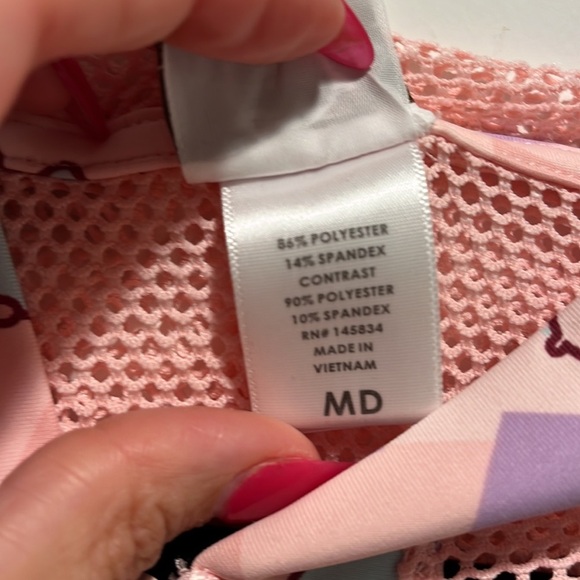 86% POLYESTER
14% SPANDEX
CONTRAST
90% POLYESTER
10% SPANDEX
RN# 145834
MADE IN
VIETNAM
MD